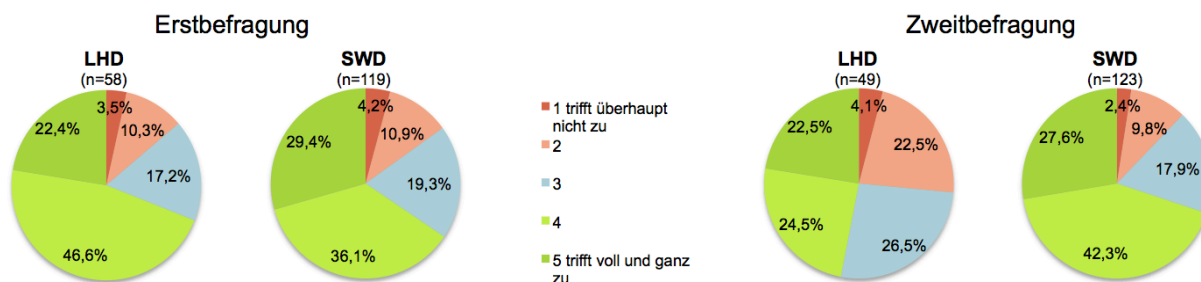 Erstbefragung
LHD
(n=58)
3,5%
10,3%
17,2%
46,6%
22,4%
SWD
(n=119)
4,2%
10,9%
19,3%
36,1%
29,4%
1 trifft überhaupt
nicht zu
2
3
4
5 trifft voll und ganz
zu
Zweitbefragung
LHD
(n=49)
4,1%
22,5%
26,5%
24,5%
22,5%
SWD
(n=123)
2,4%
9,8%
17,9%
42,3%
27,6%